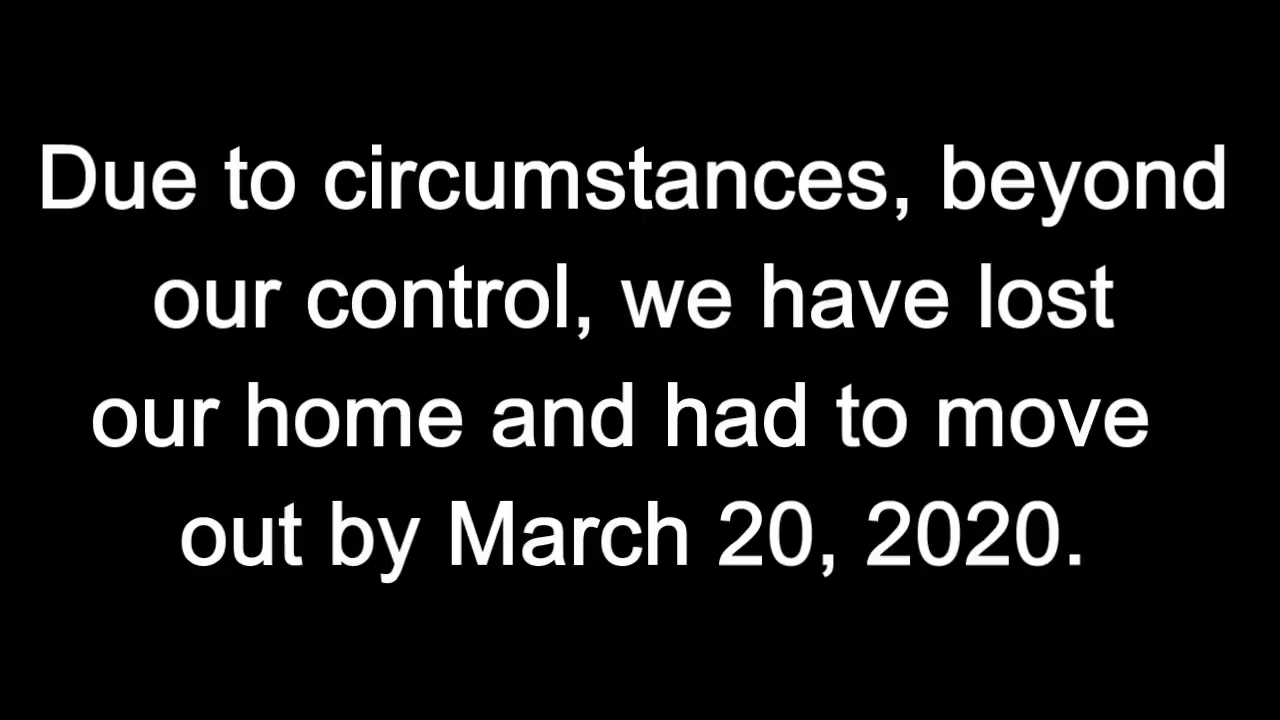 Due to circumstances, beyond
our control, we have lost
our home and had to move
out by March 20, 2020.